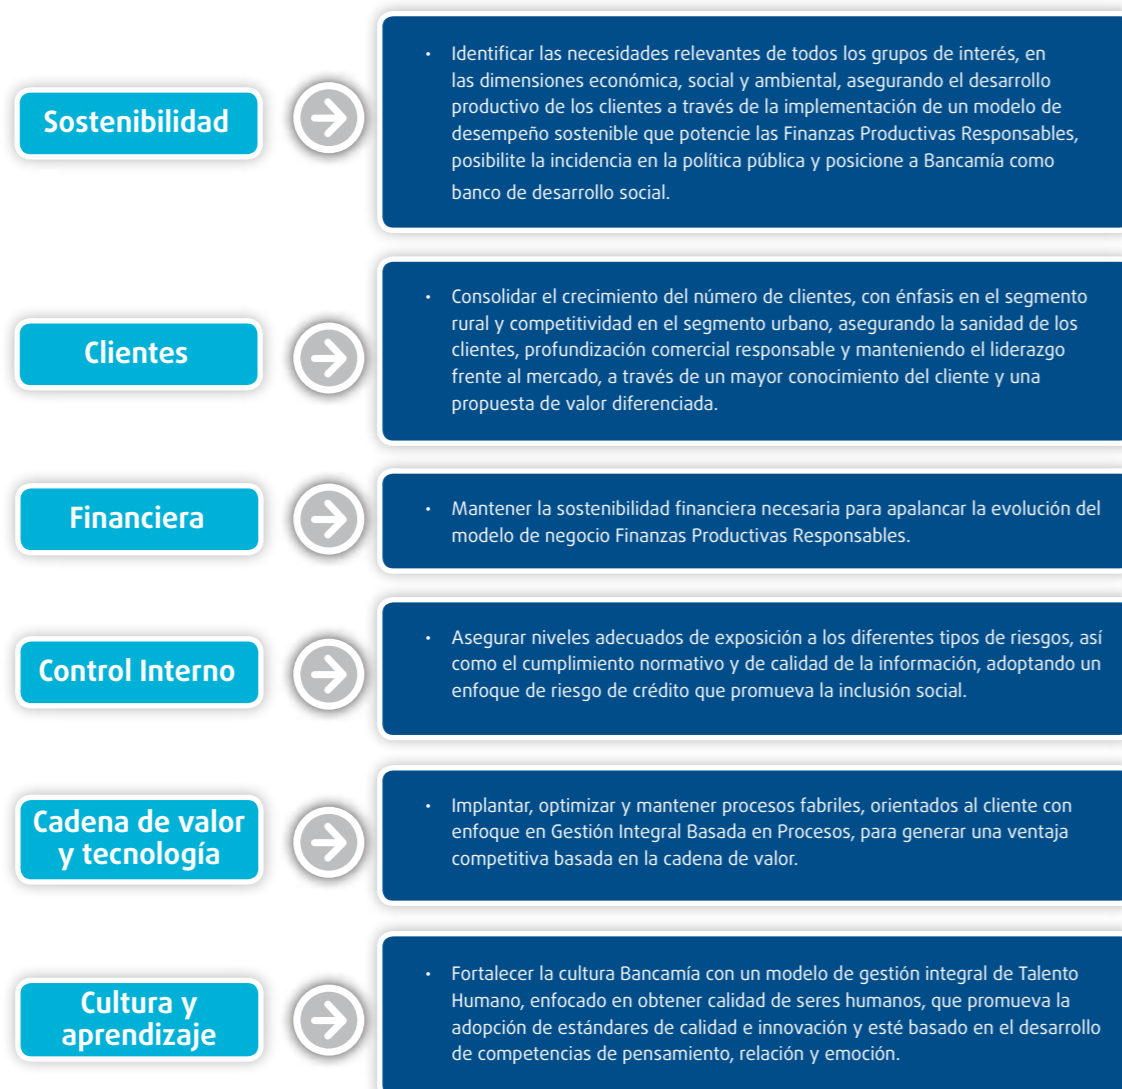 Sostenibilidad
• Identificar las necesidades relevantes de todos los grupos de interés, en
las dimensiones económica, social y ambiental, asegurando el desarrollo
productivo de los clientes a través de la implementación de un modelo de
desempeño sostenible que potencie las Finanzas Productivas Responsables,
posibilite la incidencia en la política pública y posicione a Bancamía como
banco de desarrollo social.
Clientes
• Consolidar el crecimiento del número de clientes, con énfasis en el segmento
rural y competitividad en el segmento urbano, asegurando la sanidad de los
clientes, profundización comercial responsable y manteniendo el liderazgo
frente al mercado, a través de un mayor conocimiento del cliente y una
propuesta de valor diferenciada.
Financiera
• Mantener la sostenibilidad financiera necesaria para apalancar la evolución del
modelo de negocio Finanzas Productivas Responsables.
Control Interno
• Asegurar niveles adecuados de exposición a los diferentes tipos de riesgos, así
como el cumplimiento normativo y de calidad de la información, adoptando un
enfoque de riesgo de crédito que promueva la inclusión social.
Cadena de valor
y tecnología
• Implantar, optimizar y mantener procesos fabriles, orientados al cliente con
enfoque en Gestión Integral Basada en Procesos, para generar una ventaja
competitiva basada en la cadena de valor.
Cultura y
aprendizaje
• Fortalecer la cultura Bancamía con un modelo de gestión integral de Talento
Humano, enfocado en obtener calidad de seres humanos, que promueva la
adopción de estándares de calidad e innovación y esté basado en el desarrollo
de competencias de pensamiento, relación y emoción.